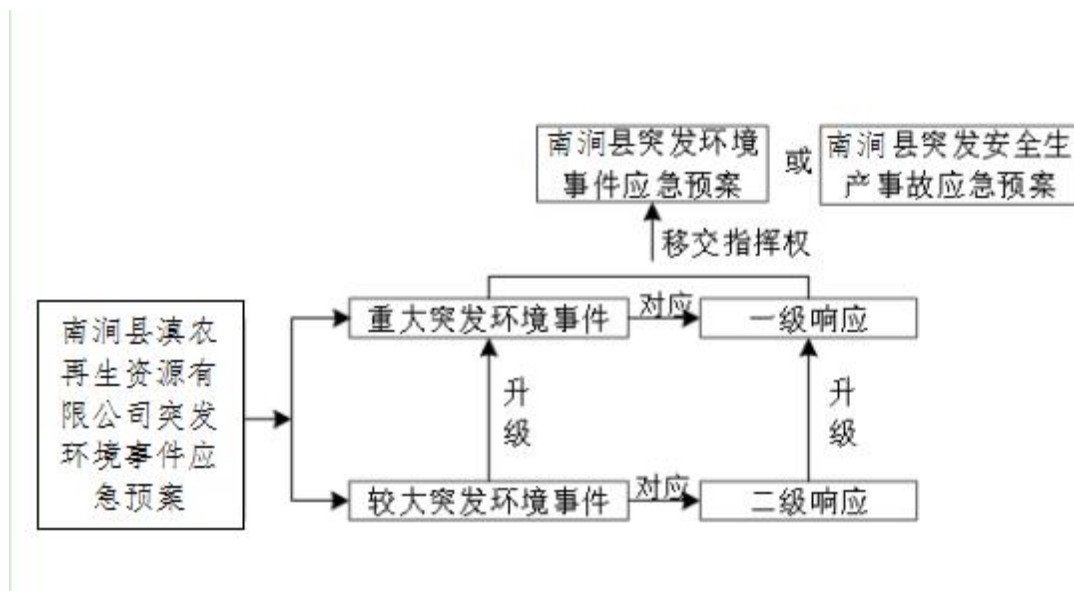 南涧县突发环境
事件应急预案
或
南涧县突发安全生
产事故应急预案
移交指挥权
南涧县滇农
再生资源有
限公司突发
环境事件应
急预案
重大突发环境事件
对应
一级响应
升
级
升
级
较大突发环境事件
对应
二级响应